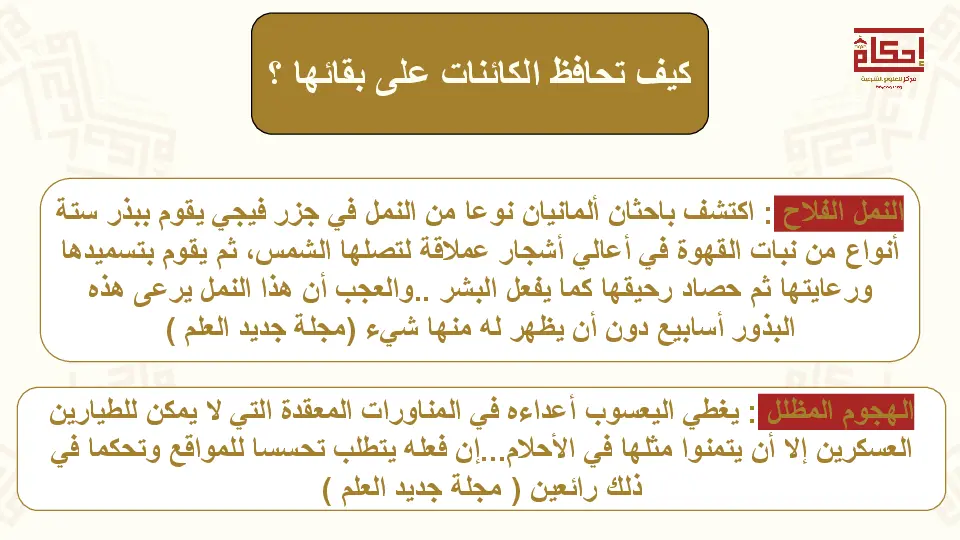 إحكام
مركز للعلوم الشرعية
كيف تحافظ الكائنات على بقائها ؟
النمل الفلاح : اكتشف باحثان ألمانيان نوعا من النمل في جزر فيجي يقوم ببذر ستة
أنواع من نبات القهوة في أعالي أشجار عملاقة لتصلها الشمس، ثم يقوم بتسميدها
ورعايتها ثم حصاد رحيقها كما يفعل البشر ..والعجب أن هذا النمل يرعى هذه
البذور أسابيع دون أن يظهر له منها شيء (مجلة جديد العلم )
الهجوم المظلل : يغطي اليعسوب أعداءه في المناورات المعقدة التي لا يمكن للطيارين
العسكرين إلا أن يتمنوا مثلها في الأحلام...إن فعله يتطلب تحسسا للمواقع وتحكما في
ذلك رائعين ( مجلة جديد العلم )